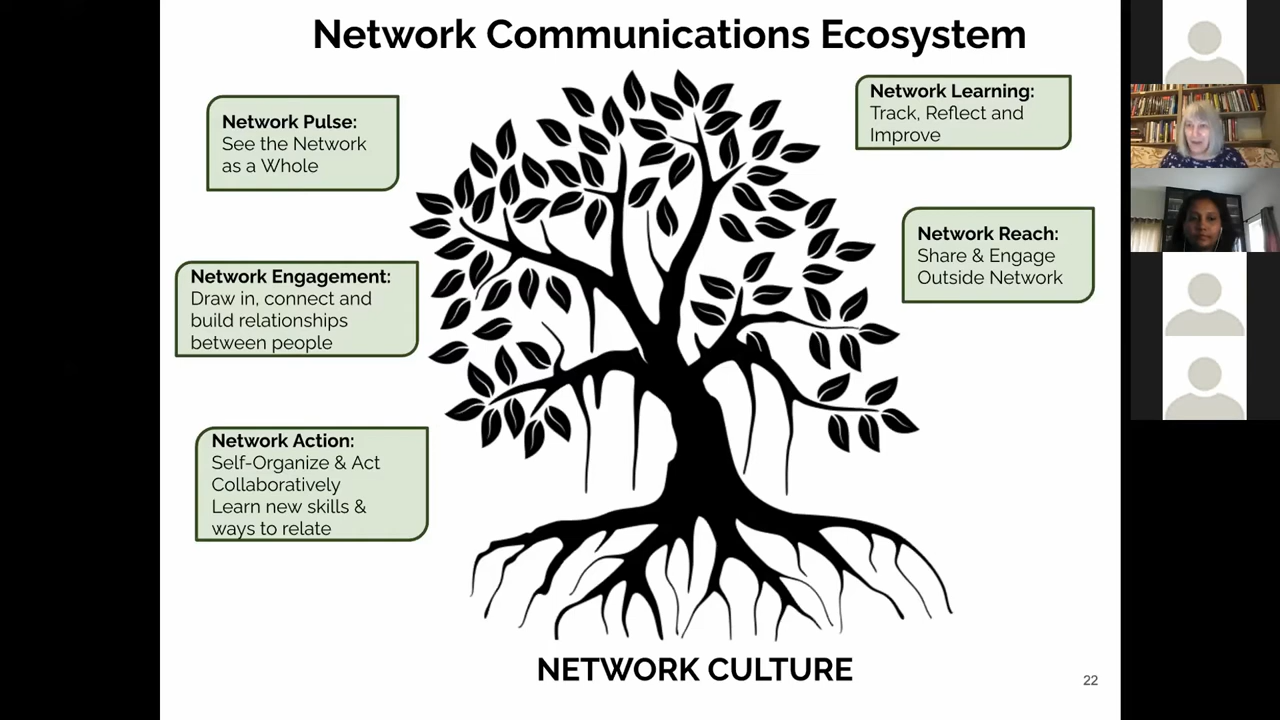 Network Communications Ecosystem
Network Pulse:
See the Network
as a Whole
Network Engagement:
Draw in, connect and
build relationships
between people
Network Action:
Self-Organize & Act
Collaboratively
Learn new skills &
ways to relate
Network Learning:
Track, Reflect and
Improve
Network Reach:
Share & Engage
Outside Network
NETWORK CULTURE
22